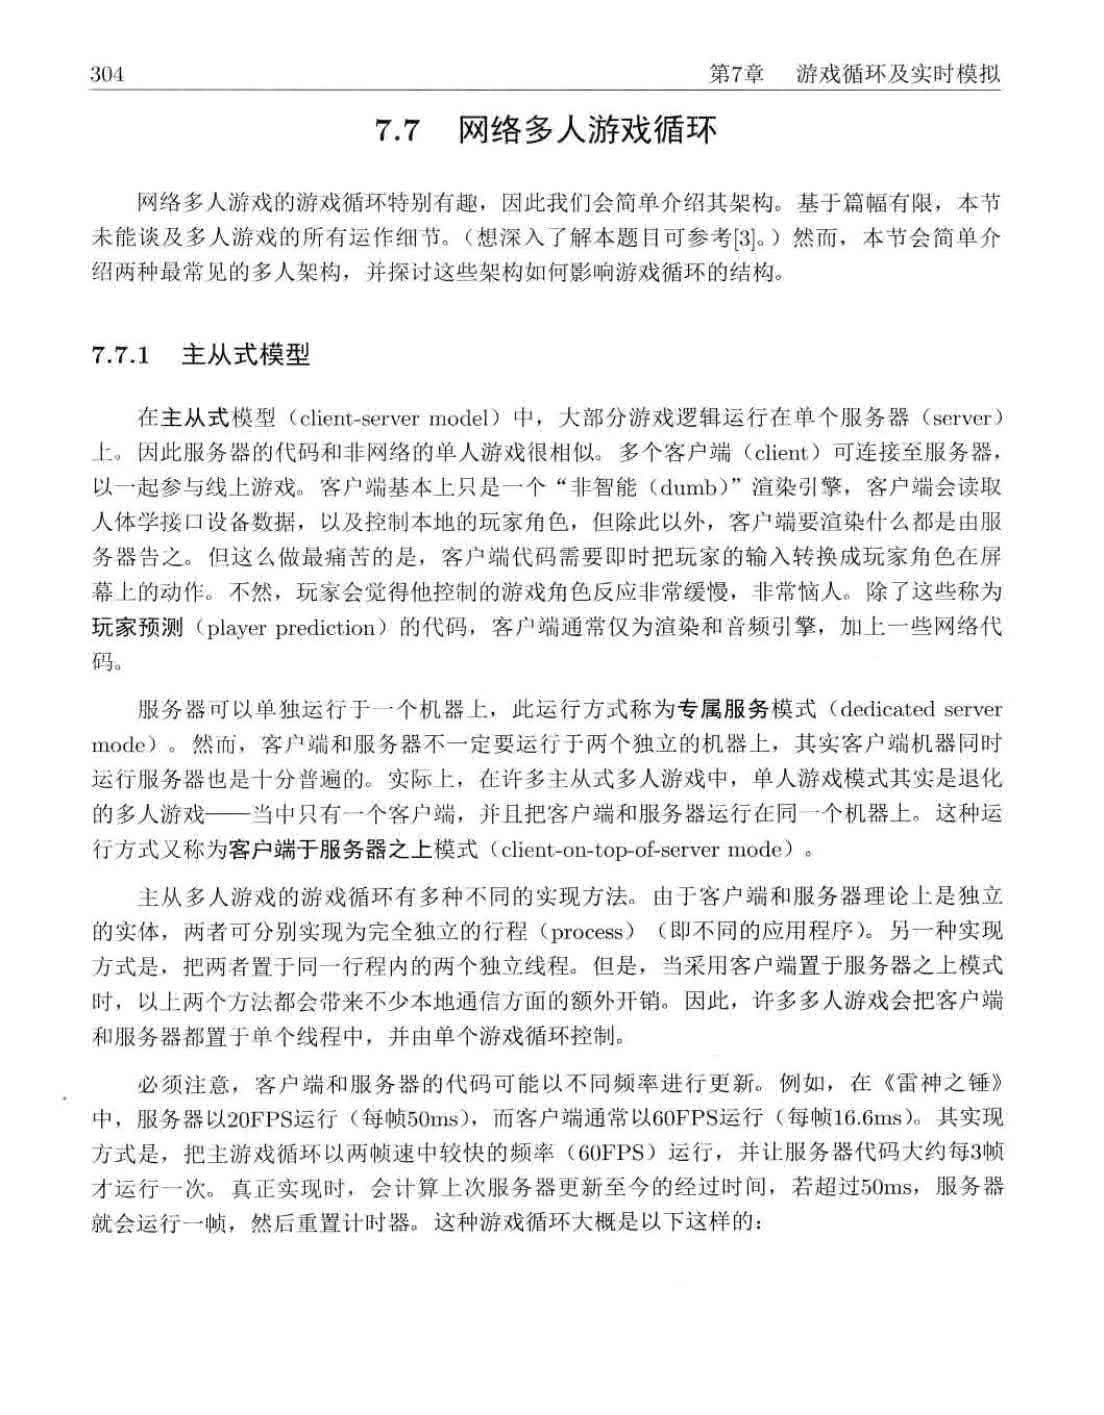 304
第7章 游戏循环及实时模拟
7.7 网络多人游戏循环
网络多人游戏的游戏循环特别有趣，因此我们会简单介绍其架构。基于篇幅有限，本节
未能谈及多人游戏的所有运作细节。（想深入了解本题目可参考[3]。）然而，本节会简单介
绍两种最常见的多人架构，并探讨这些架构如何影响游戏循环的结构。
7.7.1 主从式模型
在主从式模型（client-server model）中，大部分游戏逻辑运行在单个服务器（server）
上。因此服务器的代码和非网络的单人游戏很相似。多个客户端（client）可连接至服务器，
以一起参与线上游戏。客户端基本上只是一个“非智能（dumb）”渲染引擎，客户端会读取
人体学接口设备数据，以及控制本地的玩家角色，但除此以外，客户端要渲染什么都是由服
务器告之。但这么做最痛苦的是，客户端代码需要即时把玩家的输入转换成玩家角色在屏
幕上的动作。不然，玩家会觉得他控制的游戏角色反应非常缓慢，非常恼人。除了这些称为
玩家预测（player prediction）的代码，客户端通常仅为渲染和音频引擎，加上一些网络代
码。
服务器可以单独运行于一个机器上，此运行方式称为专属服务模式（dedicated server
mode）。然而，客户端和服务器不一定要运行于两个独立的机器上，其实客户端机器同时
运行服务器也是十分普遍的。实际上，在许多主从式多人游戏中，单人游戏模式其实是退化
的多人游戏——当中只有一个客户端，并且把客户端和服务器运行在同一个机器上。这种运
行方式又称为客户端于服务器之上模式（client-on-top-of-server mode）。
主从多人游戏的游戏循环有多种不同的实现方法。由于客户端和服务器理论上是独立
的实体，两者可分别实现为完全独立的行程（process）（即不同的应用程序）。另一种实现
方式是，把两者置于同一行程内的两个独立线程。但是，当采用客户端置于服务器之上模式
时，以上两个方法都会带来不少本地通信方面的额外开销。因此，许多多人游戏会把客户端
和服务器都置于单个线程中，并由单个游戏循环控制。
必须注意，客户端和服务器的代码可能以不同频率进行更新。例如，在《雷神之锤》
中，服务器以20FPS运行（每帧50ms），而客户端通常以60FPS运行（每帧16.6ms）。其实现
方式是，把主游戏循环以两帧速中较快的频率（60FPS）运行，并让服务器代码大约每3帧
才运行一次。真正实现时，会计算上次服务器更新至今的经过时间，若超过50ms，服务器
就会运行一帧，然后重置计时器。这种游戏循环大概是以下这样的：